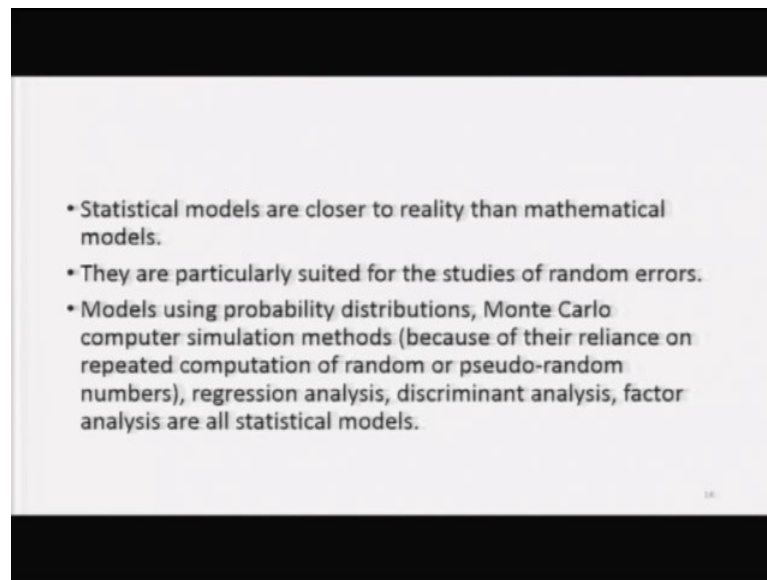 • Statistical models are closer to reality than mathematical
models.
• They are particularly suited for the studies of random errors.
• Models using probability distributions, Monte Carlo
computer simulation methods (because of their reliance on
repeated computation of random or pseudo-random
numbers), regression analysis, discriminant analysis, factor
analysis are all statistical models.